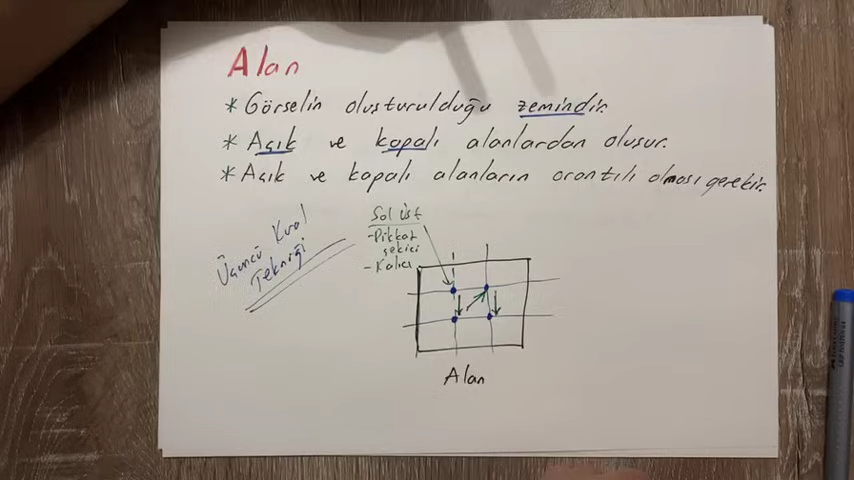 Alan
* Görselin oluşturulduğu zemindir.
* Açık ve kapalı alanlardan oluşur.
* Açık ve kapalı alanların orantılı olması gerekir.
Üçüncü Kural
Tekniği
Sol üst
- Dikkat
çekici
- Kalıcı
Alan